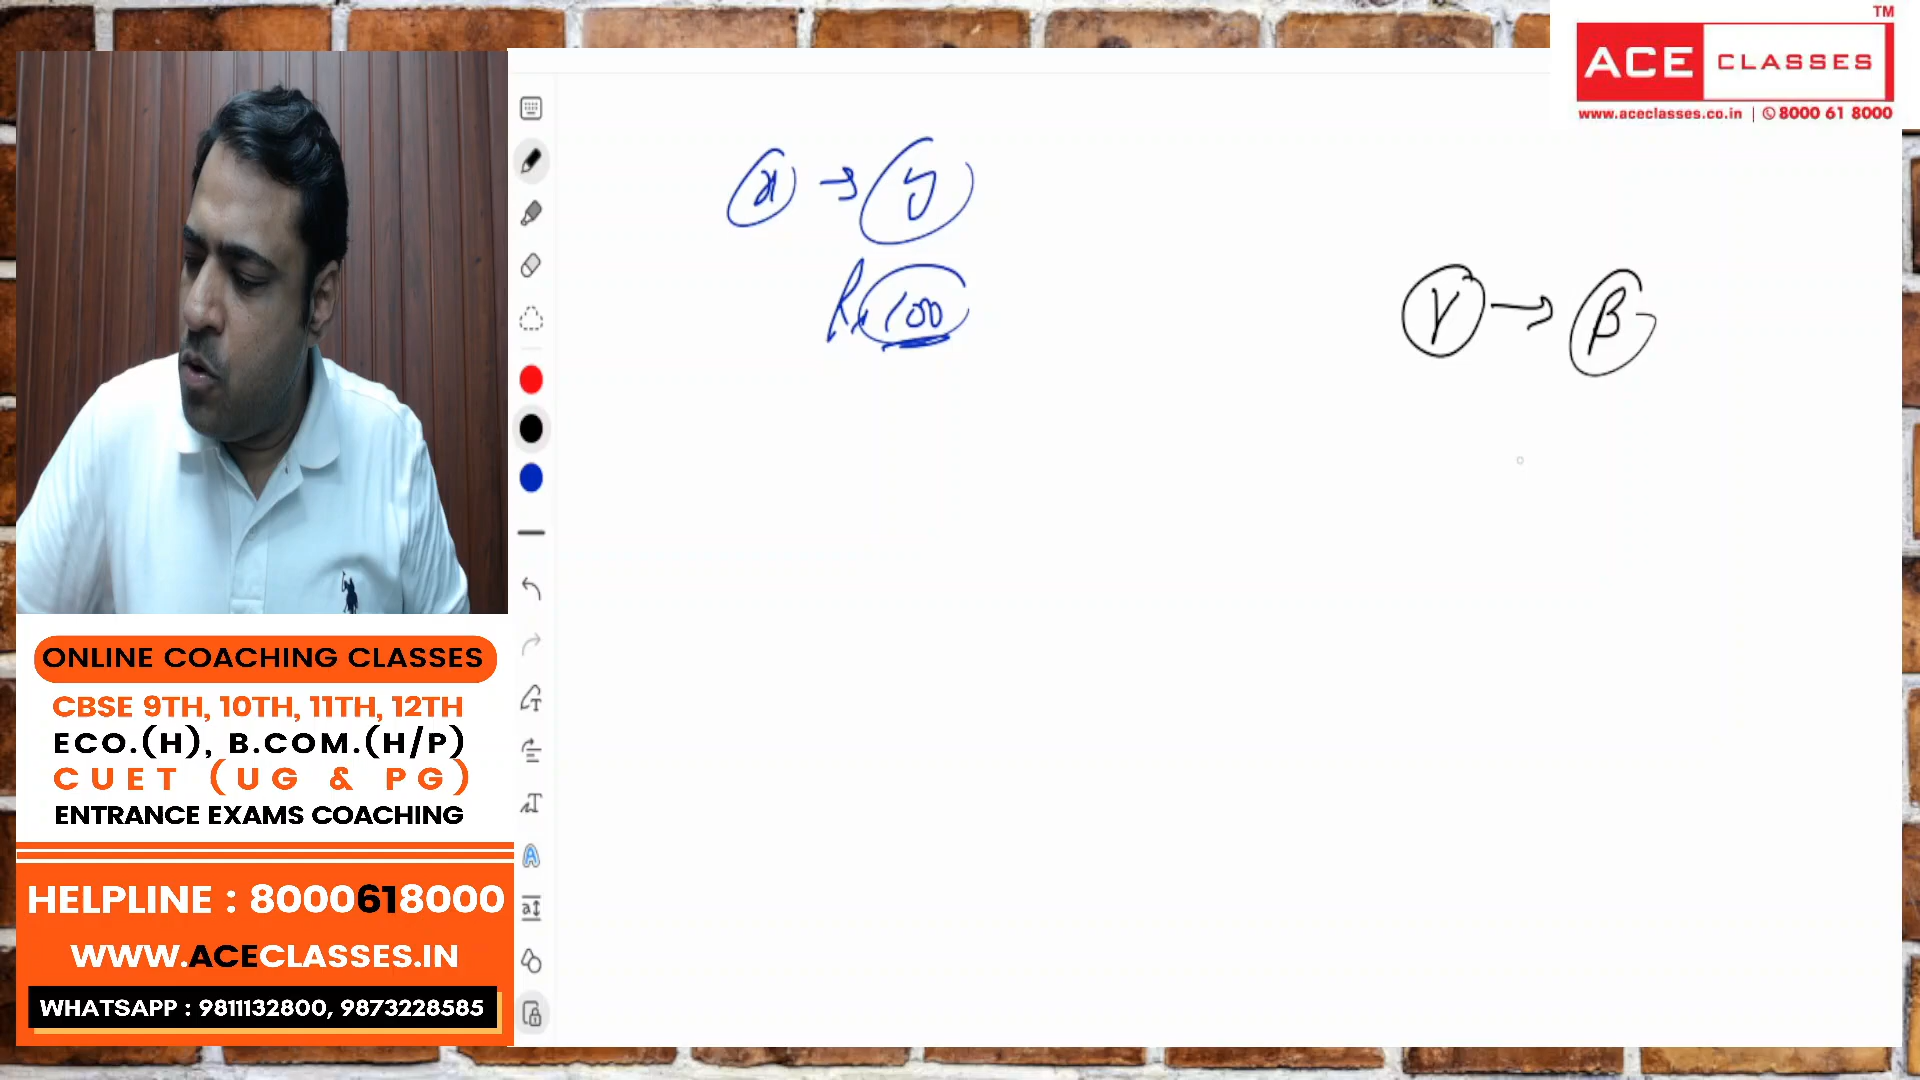 TM
ACE CLASSES
www.aceclasses.co.in | 8000 61 8000
x → y
Rs 100
γ → β
ONLINE COACHING CLASSES
CBSE 9TH, 10TH, 11TH, 12TH
ECO.(H), B.COM.(H/P)
CUET (UG & PG)
ENTRANCE EXAMS COACHING
HELPLINE : 8000618000
WWW.ACECLASSES.IN
WHATSAPP : 9811132800, 9873228585